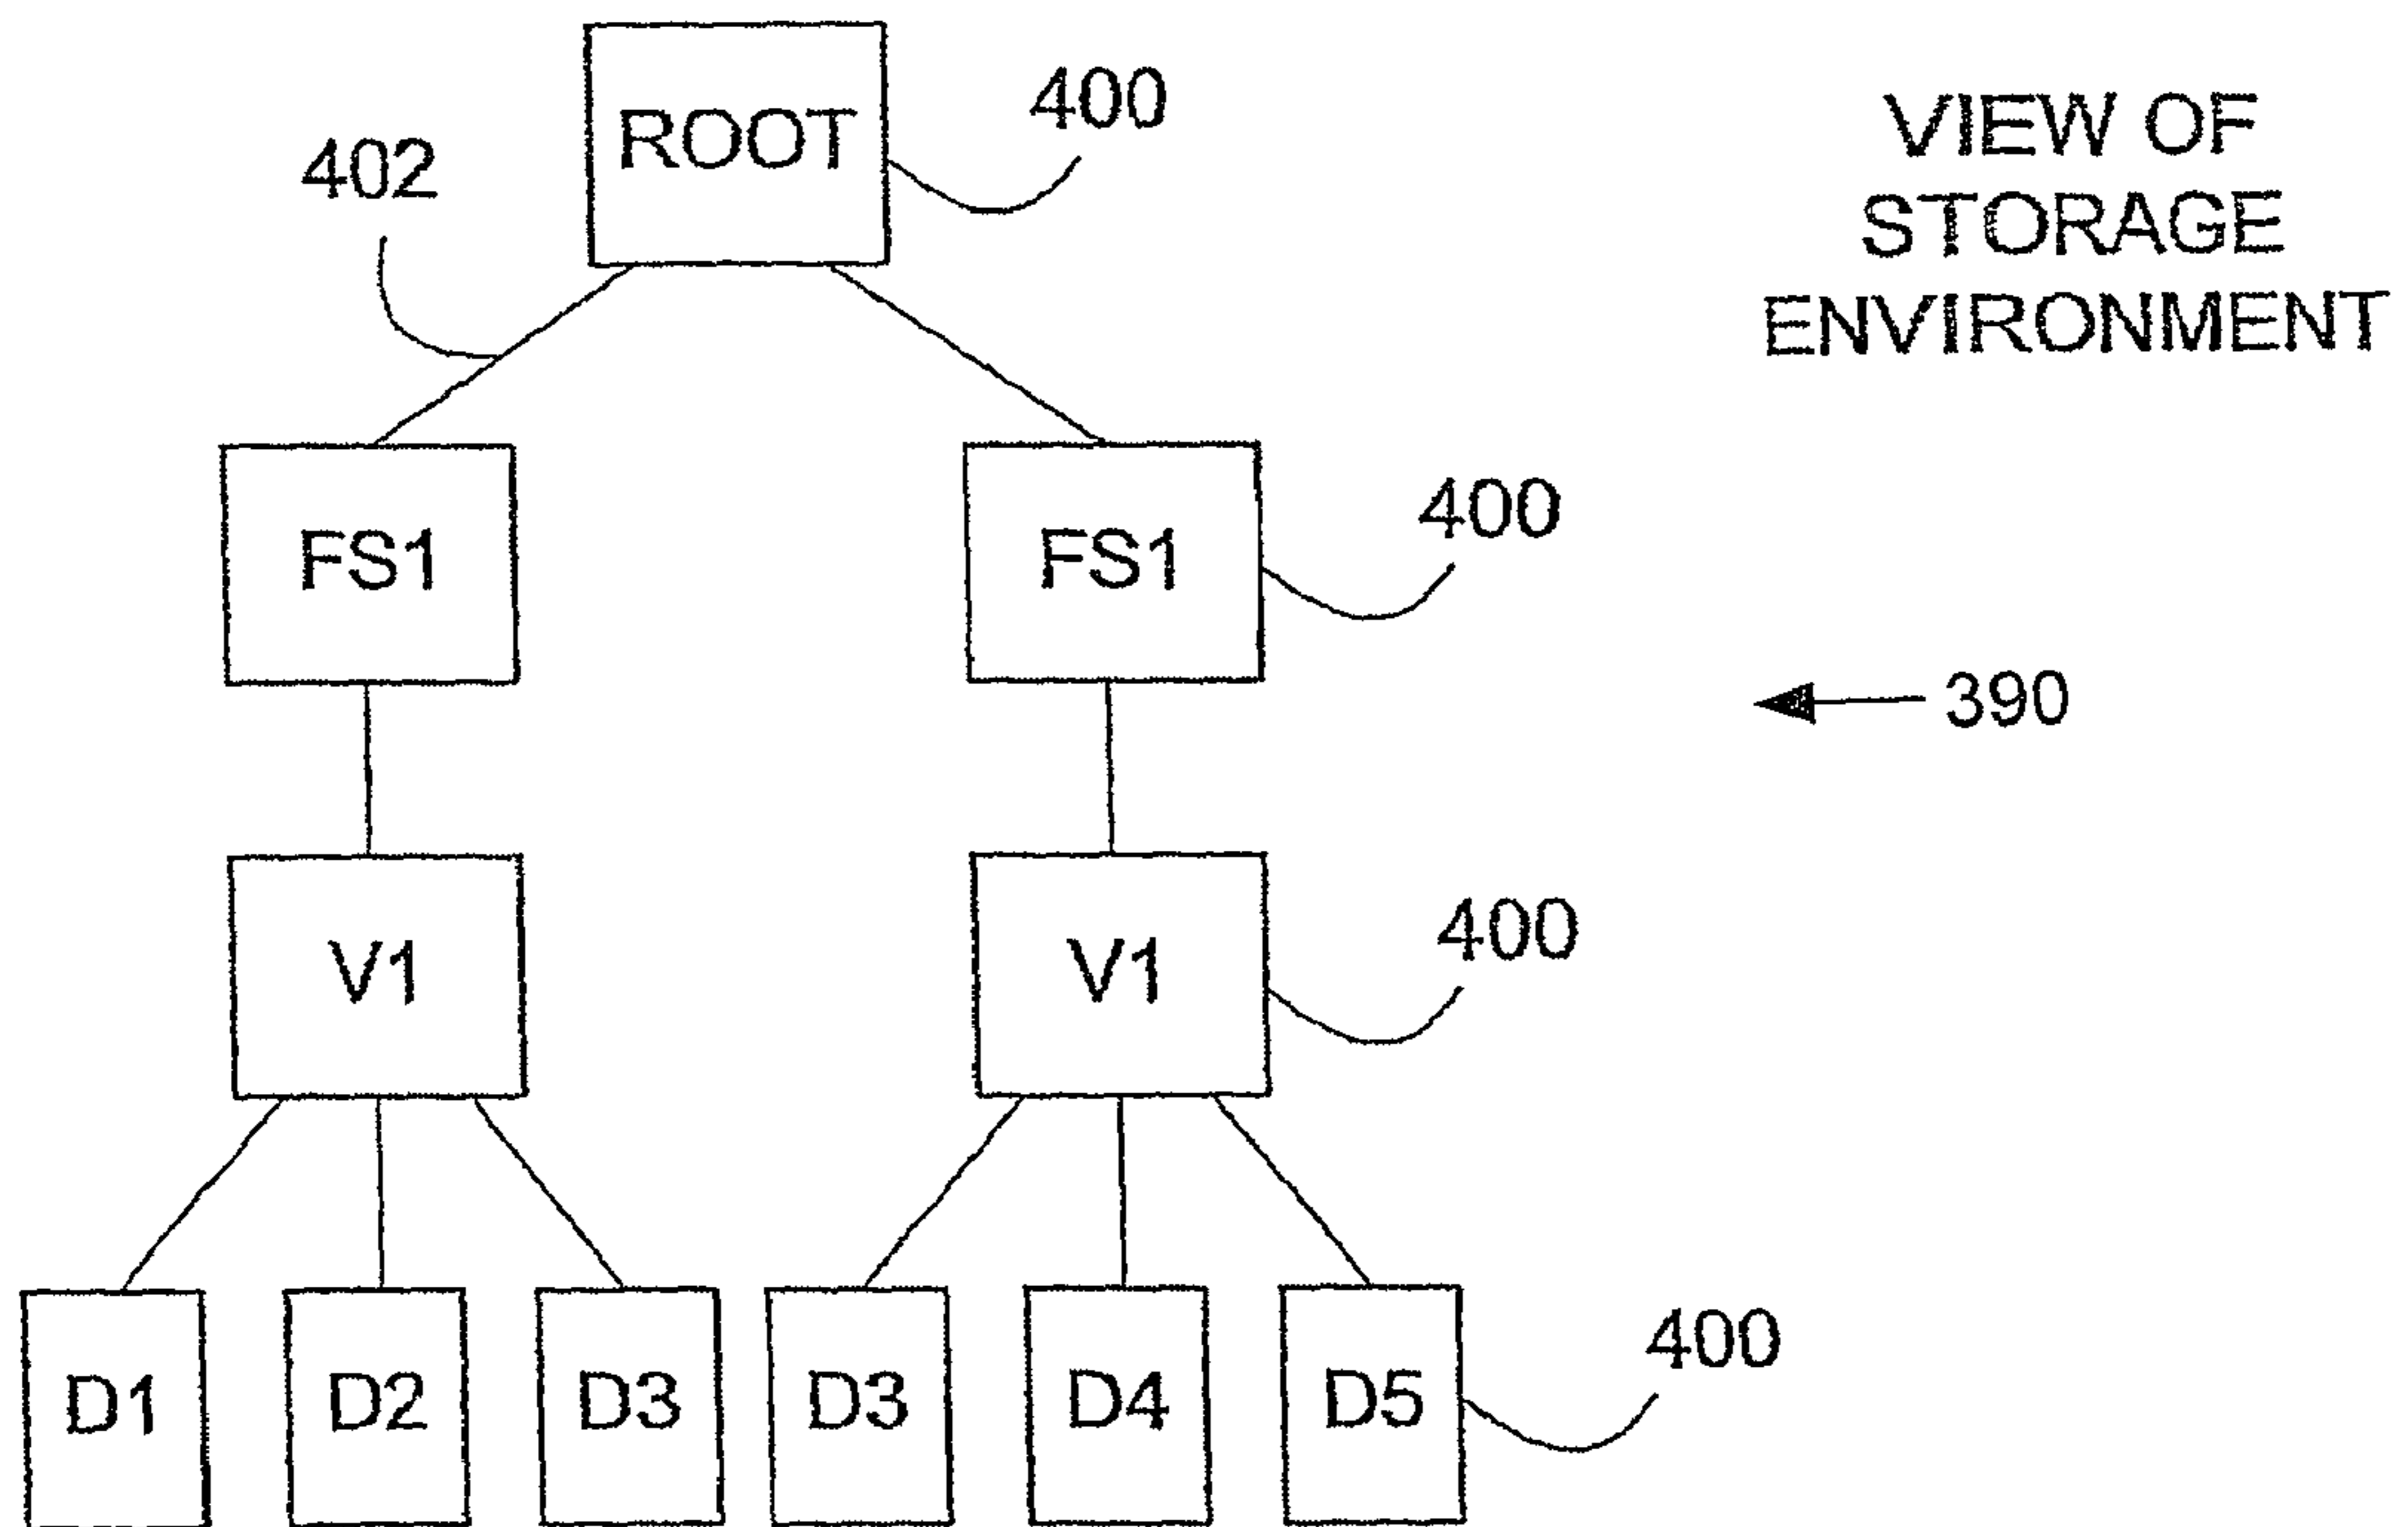 ROOT
400
402
VIEW OF
STORAGE
ENVIRONMENT
FS1
FS1
400
390
V1
V1
400
D1
D2
D3
D3
D4
D5
400